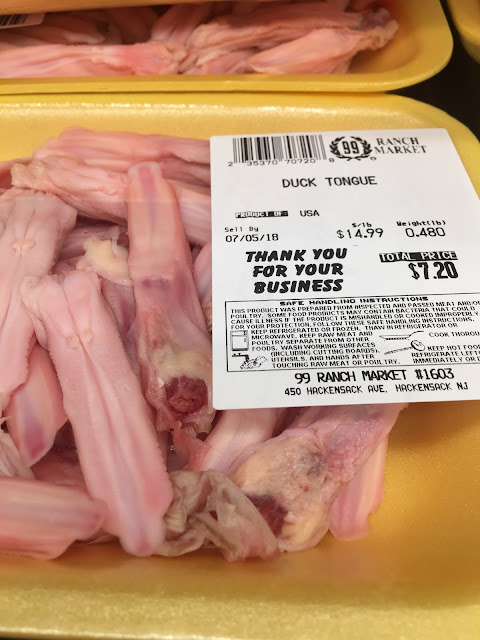 99 RANCH MARKET
2 35370 70720 8
DUCK TONGUE
PRODUCT OF: USA
Sell By $/lb Weight(lb)
07/05/18 $14.99 0.480
THANK YOU TOTAL PRICE
FOR YOUR $7.20
BUSINESS
SAFE HANDLING INSTRUCTIONS
THIS PRODUCT WAS PREPARED FROM INSPECTED AND PASSED MEAT AND/OR
POULTRY. SOME FOOD PRODUCTS MAY CONTAIN BACTERIA THAT COULD
CAUSE ILLNESS IF THE PRODUCT IS MISHANDLED OR COOKED IMPROPERLY
FOR YOUR PROTECTION, FOLLOW THESE SAFE HANDLING INSTRUCTIONS.
KEEP REFRIGERATED OR FROZEN. THAW IN REFRIGERATOR OR
MICROWAVE. KEEP RAW MEAT AND COOK THOROU
POULTRY SEPARATE FROM OTHER
FOODS. WASH WORKING SURFACES KEEP HOT FOOD
(INCLUDING CUTTING BOARDS), REFRIGERATE LEFT
UTENSILS, AND HANDS AFTER IMMEDIATELY OR
TOUCHING RAW MEAT OR POULTRY.
99 RANCH MARKET #1603
450 HACKENSACK AVE, HACKENSACK NJ